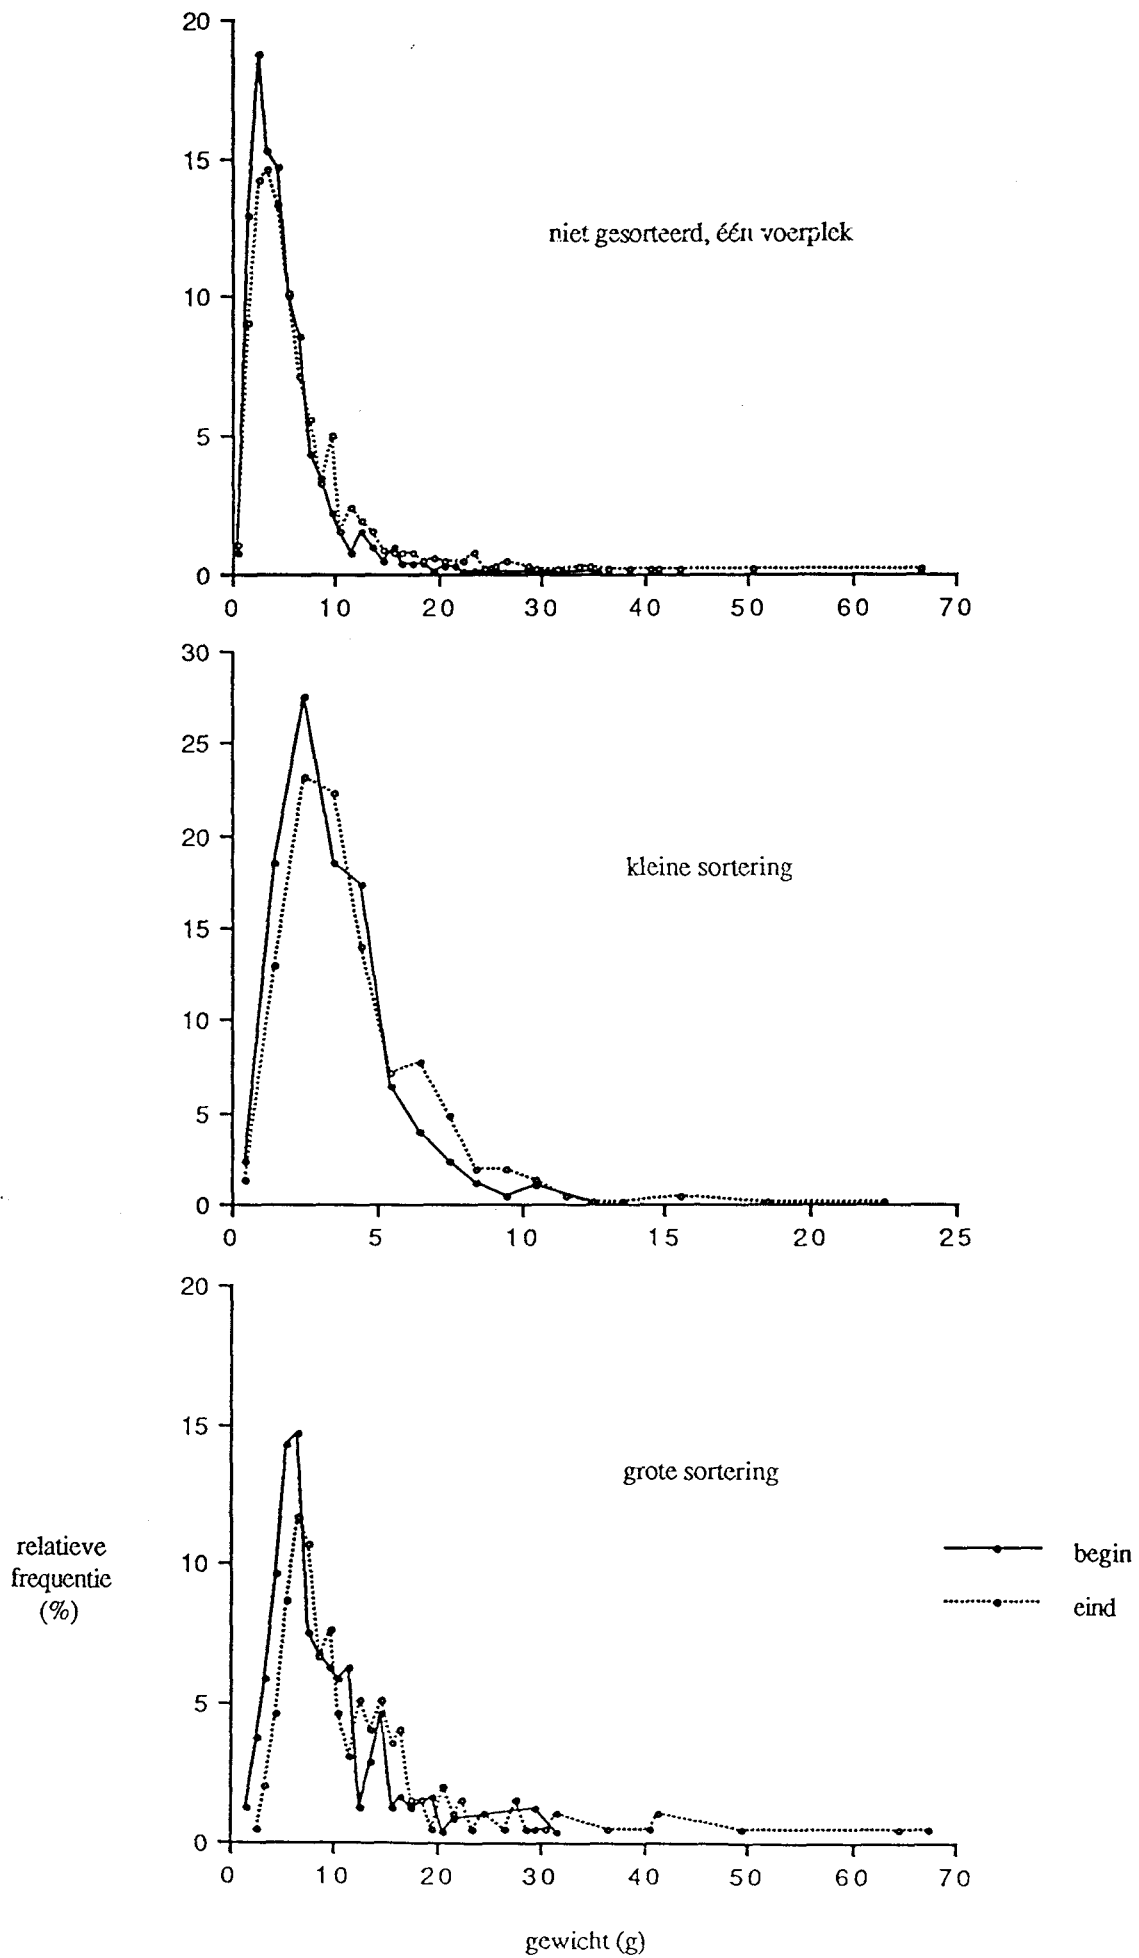 20
15
niet gesorteerd, één voerplek
10
5
0
0 10 20 30 40 50 60 70
30
25
20
kleine sortering
15
10
5
0
0 5 10 15 20 25
20
15
grote sortering
relatieve
frequentie
(%)
10
begin
eind
5
0
0 10 20 30 40 50 60 70
gewicht (g)